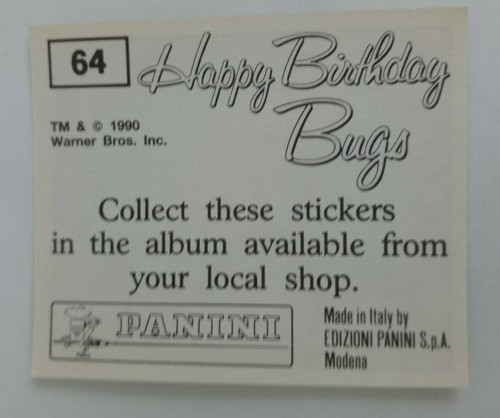 64
Happy Birthday
Bugs
TM & © 1990
Warner Bros. Inc.
Collect these stickers
in the album available from
your local shop.
PANINI
Made in Italy by
EDIZIONI PANINI S.p.A.
Modena